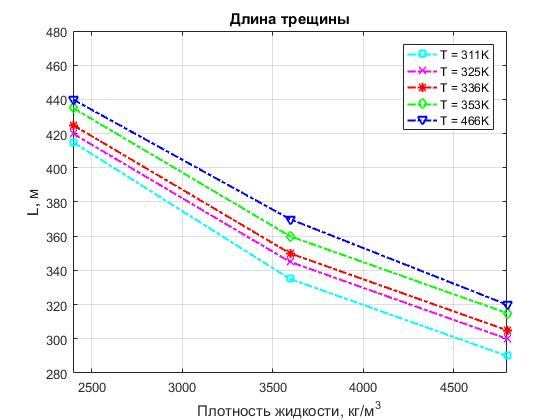 Длина трещины
480
460
440
420
400
380
360
340
320
300
280
L, м
T = 311K
T = 325K
T = 336K
T = 353K
T = 466K
2500 3000 3500 4000 4500
Плотность жидкости, кг/м³